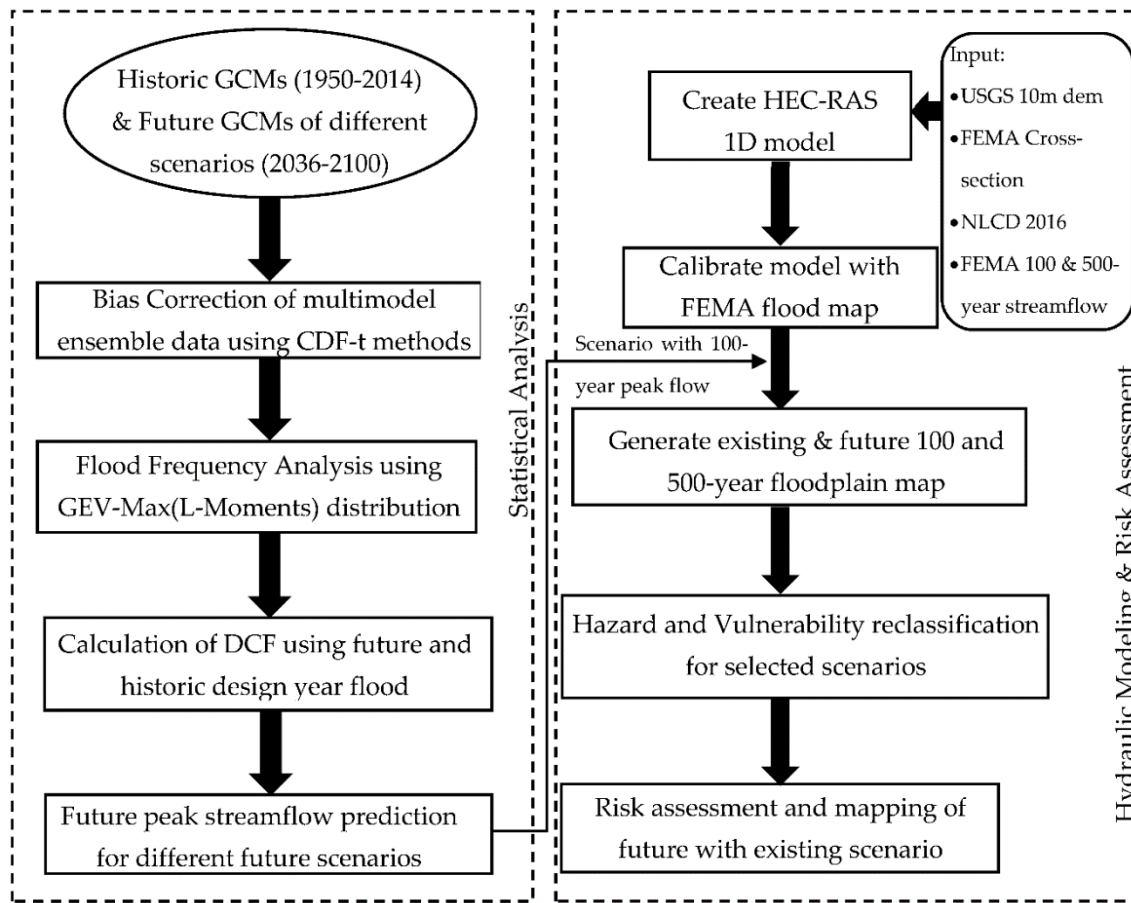 Historic GCMs (1950-2014)
& Future GCMs of different
scenarios (2036-2100)
Bias Correction of multimodel
ensemble data using CDF-t methods
Flood Frequency Analysis using
GEV-Max(L-Moments) distribution
Calculation of DCF using future and
historic design year flood
Future peak streamflow prediction
for different future scenarios
Statistical Analysis
Scenario with 100-
year peak flow
Create HEC-RAS
1D model
Input:
•USGS 10m dem
•FEMA Cross-
section
•NLCD 2016
•FEMA 100 & 500-
year streamflow
Calibrate model with
FEMA flood map
Generate existing & future 100 and
500-year floodplain map
Hazard and Vulnerability reclassification
for selected scenarios
Risk assessment and mapping of
future with existing scenario
Hydraulic Modeling & Risk Assessment